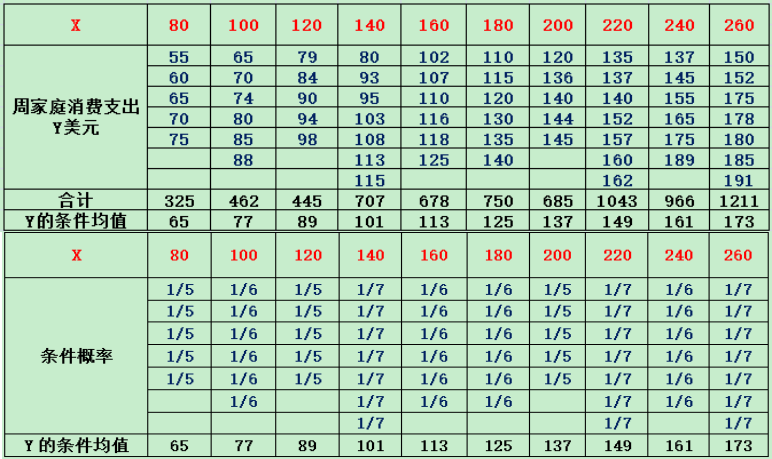 X 80 100 120 140 160 180 200 220 240 260
周家庭消费支出Y美元
55 65 79 80 102 110 120 135 137 150
60 70 84 93 107 115 136 137 145 152
65 74 90 95 110 120 140 140 155 175
70 80 94 103 116 130 144 152 165 178
75 85 98 108 118 135 145 157 175 180
88 113 125 140 160 189 185
115 162 191
合计 325 462 445 707 678 750 685 1043 966 1211
Y的条件均值 65 77 89 101 113 125 137 149 161 173
X 80 100 120 140 160 180 200 220 240 260
条件概率
1/5 1/6 1/5 1/7 1/6 1/6 1/5 1/7 1/6 1/7
1/5 1/6 1/5 1/7 1/6 1/6 1/5 1/7 1/6 1/7
1/5 1/6 1/5 1/7 1/6 1/6 1/5 1/7 1/6 1/7
1/5 1/6 1/5 1/7 1/6 1/6 1/5 1/7 1/6 1/7
1/5 1/6 1/5 1/7 1/6 1/6 1/5 1/7 1/6 1/7
1/6 1/7 1/6 1/6 1/7 1/6 1/7
1/7 1/7 1/7
Y 的条件均值 65 77 89 101 113 125 137 149 161 173